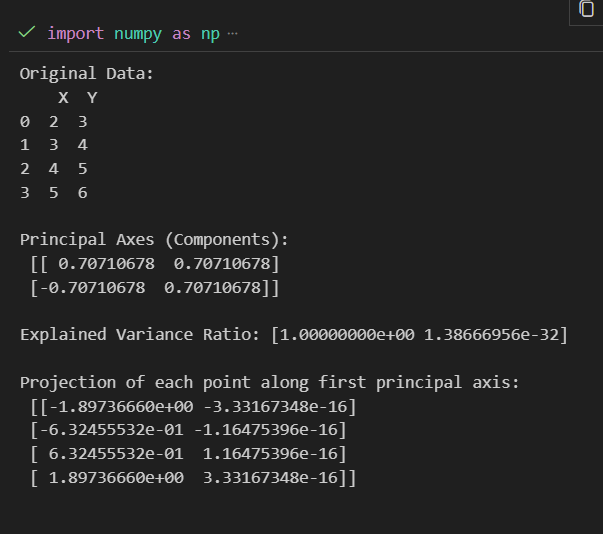 import numpy as np ...
Original Data:
X Y
0 2 3
1 3 4
2 4 5
3 5 6
Principal Axes (Components):
[[ 0.70710678 0.70710678]
[-0.70710678 0.70710678]]
Explained Variance Ratio: [1.00000000e+00 1.38666956e-32]
Projection of each point along first principal axis:
[[-1.89736660e+00 -3.33167348e-16]
[-6.32455532e-01 -1.16475396e-16]
[ 6.32455532e-01 1.16475396e-16]
[ 1.89736660e+00 3.33167348e-16]]